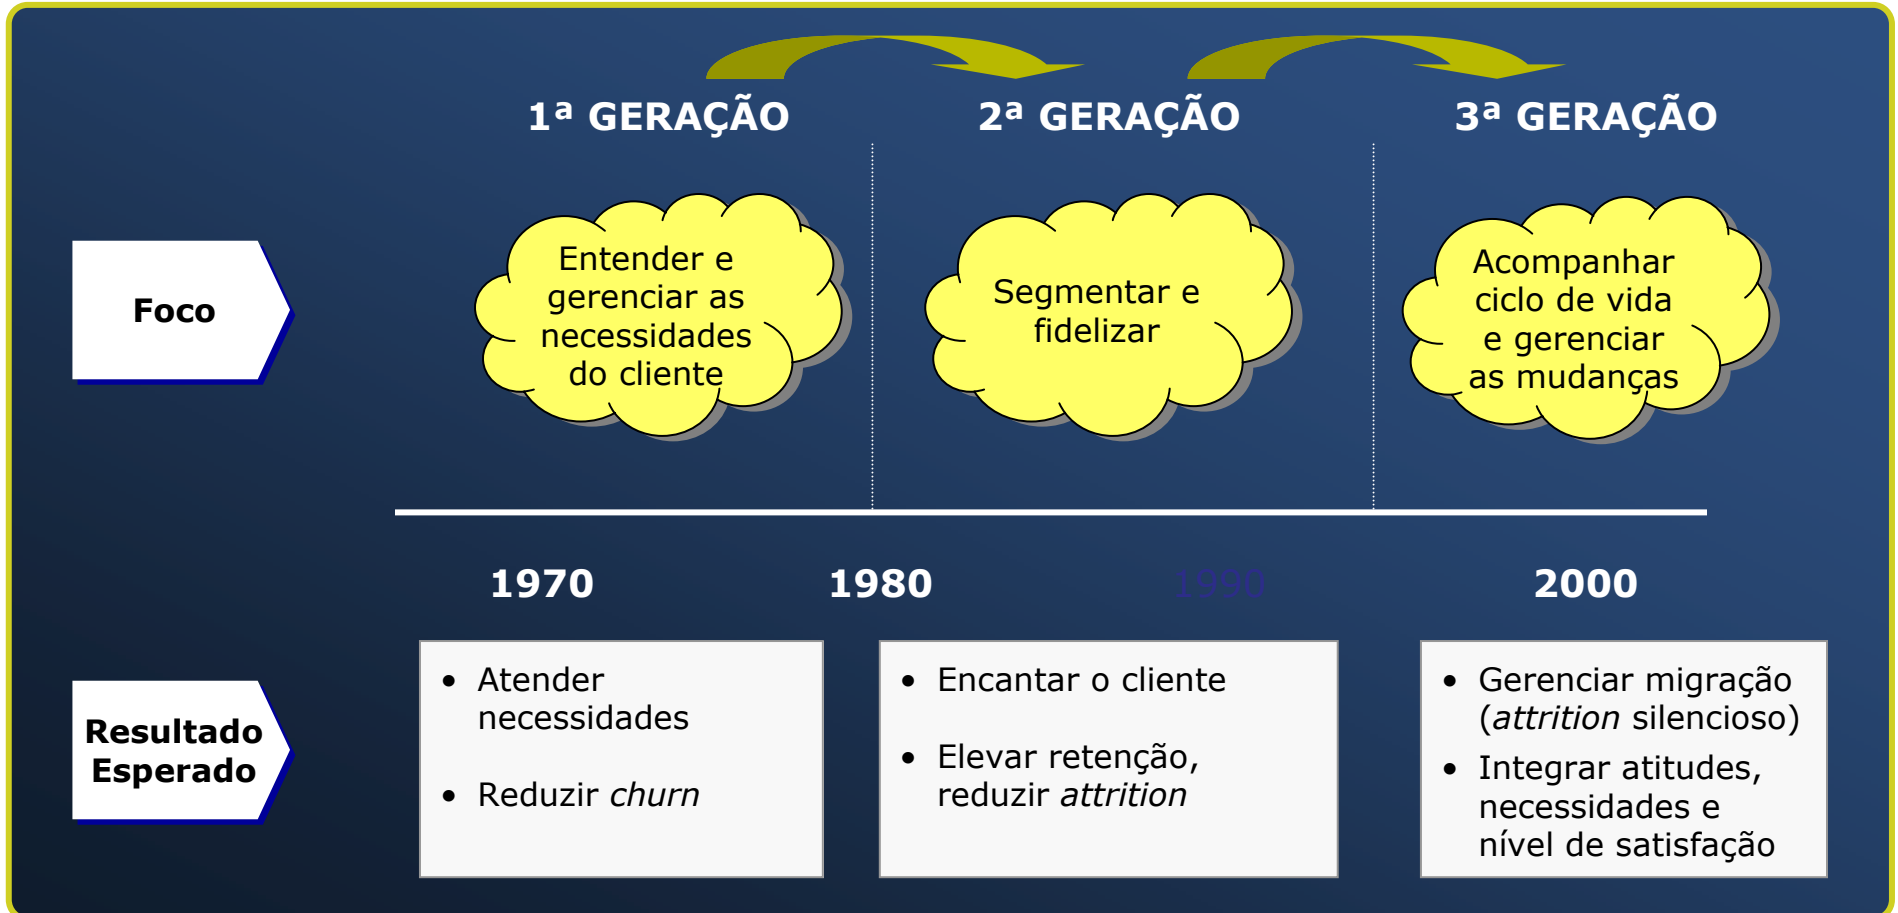 1ª GERAÇÃO
2ª GERAÇÃO
3ª GERAÇÃO
Foco
Entender e
gerenciar as
necessidades
do cliente
Segmentar e
fidelizar
Acompanhar
ciclo de vida
e gerenciar
as mudanças
1970
1980
1990
2000
Resultado
Esperado
• Atender
necessidades
• Reduzir churn
• Encantar o cliente
• Elevar retenção,
reduzir attrition
• Gerenciar migração
(attrition silencioso)
• Integrar atitudes,
necessidades e
nível de satisfação